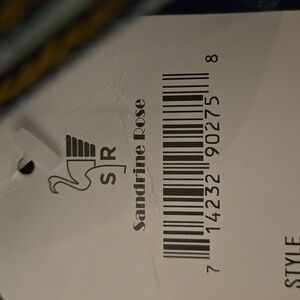 SR
Sandrine Rose
7 14232 90275 8
STYLE